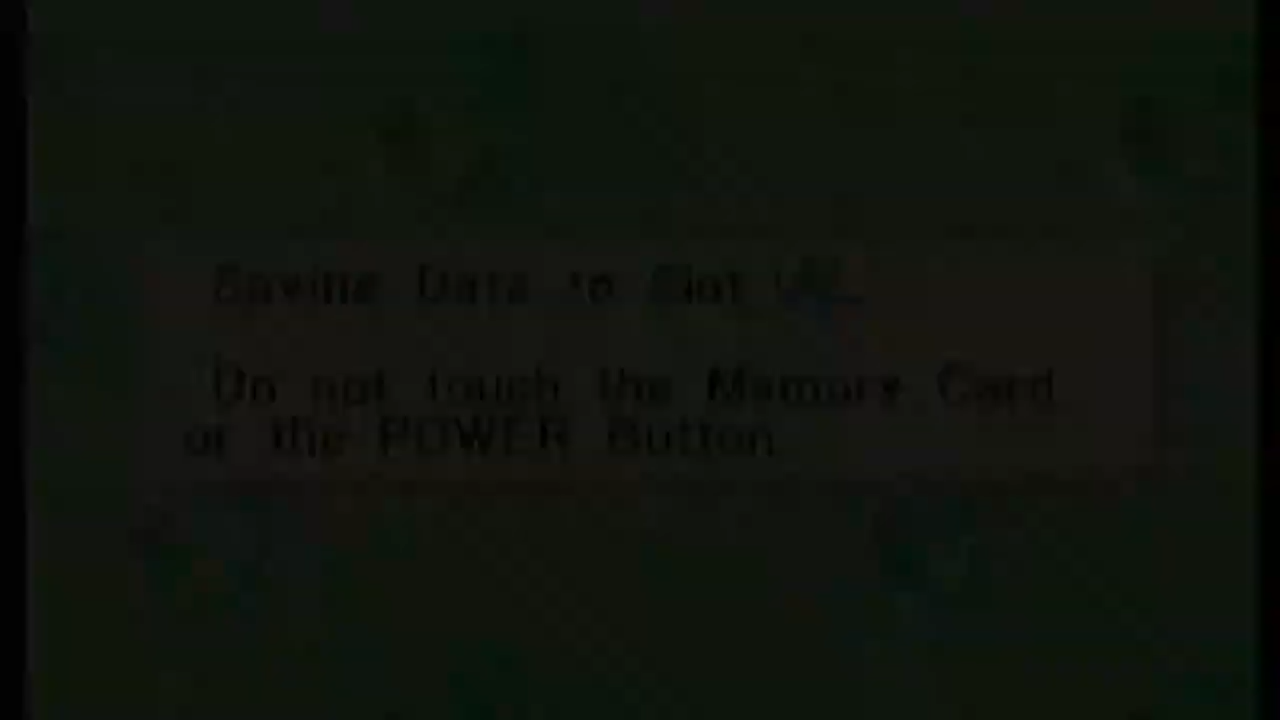 Saving Data to Slot
Do not touch the Memory Card
or the POWER Button